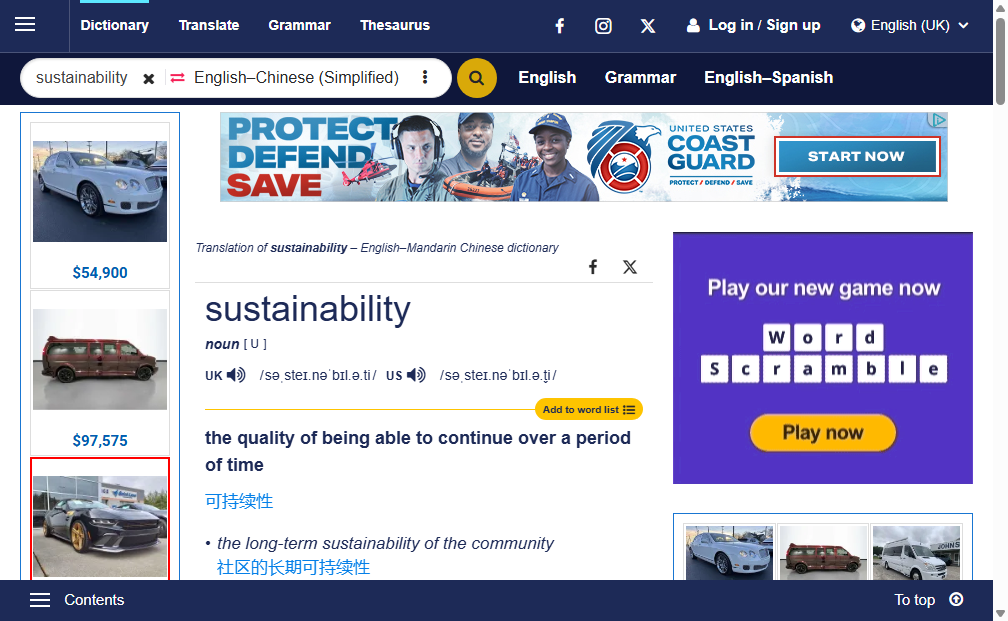 Dictionary Translate Grammar Thesaurus Log in / Sign up English (UK)
sustainability English–Chinese (Simplified) English Grammar English–Spanish
PROTECT
DEFEND
SAVE
UNITED STATES
COAST
GUARD
PROTECT / DEFEND / SAVE
START NOW
$54,900
$97,575
Translation of sustainability – English–Mandarin Chinese dictionary
sustainability
noun [ U ]
UK /səˌsteɪ.nəˈbɪl.ə.ti/ US /səˌsteɪ.nəˈbɪl.ə.t̬i/
Add to word list
the quality of being able to continue over a period
of time
可持续性
• the long-term sustainability of the community
社区的长期可持续性
Play our new game now
Word
Scramble
Play now
JOHNS
Contents To top